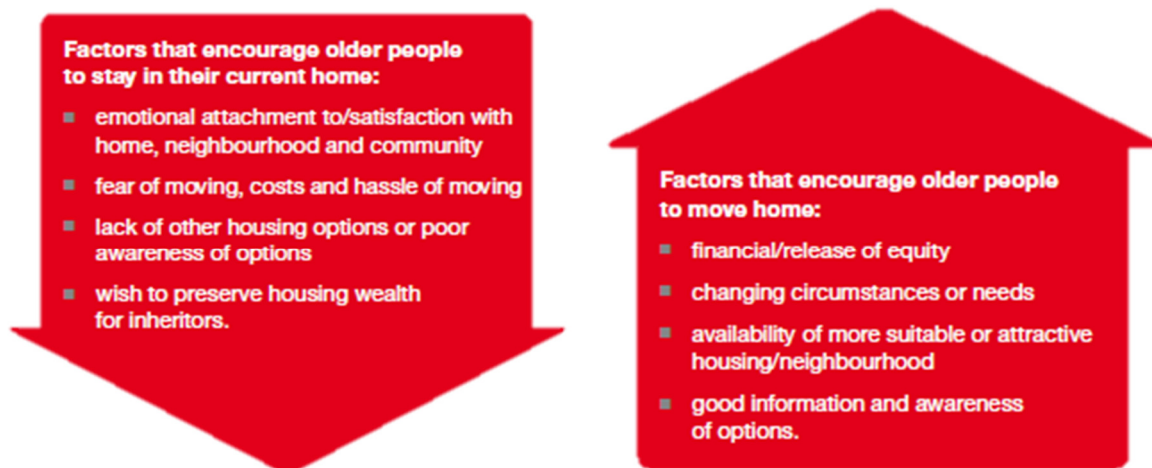 Factors that encourage older people
to stay in their current home:
■ emotional attachment to/satisfaction with
home, neighbourhood and community
■ fear of moving, costs and hassle of moving
■ lack of other housing options or poor
awareness of options
■ wish to preserve housing wealth
for inheritors.
Factors that encourage older people
to move home:
■ financial/release of equity
■ changing circumstances or needs
■ availability of more suitable or attractive
housing/neighbourhood
■ good information and awareness
of options.